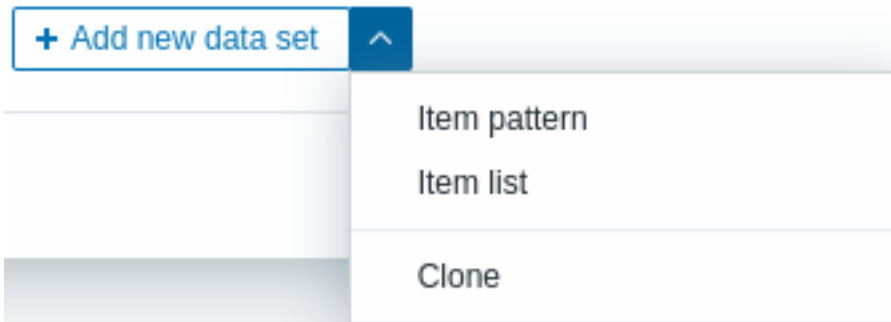 + Add new data set
Item pattern
Item list
Clone